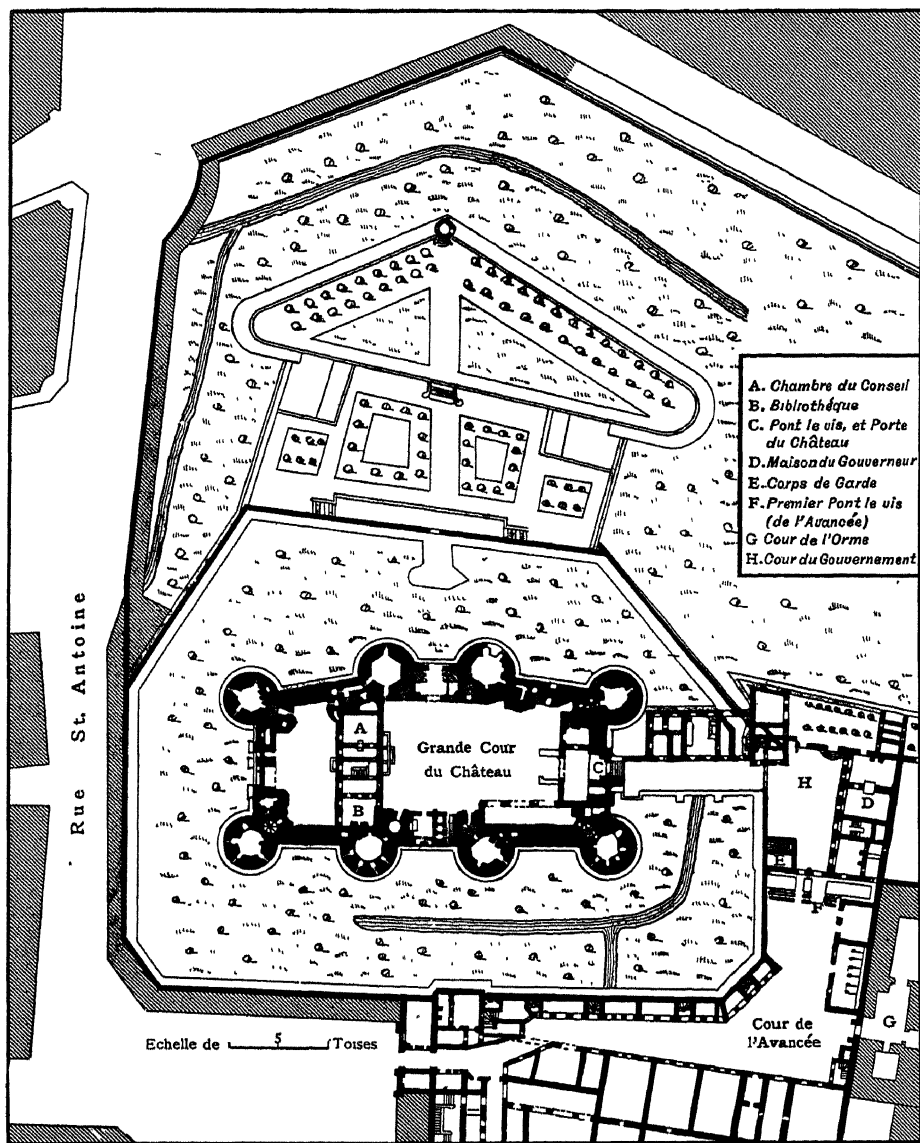 A. Chambre du Conseil
B. Bibliothéque
C. Pont le vis, et Porte
du Château
D. Maison du Gouverneur
E. Corps de Garde
F. Premier Pont le vis
(de l'Avancée)
G Cour de l'Orme
H. Cour du Gouvernement
Rue St. Antoine
A
Grande Cour
du Château
C
B
H
D
E
F
G
Cour de
l'Avancée
Echelle de 5 Toises